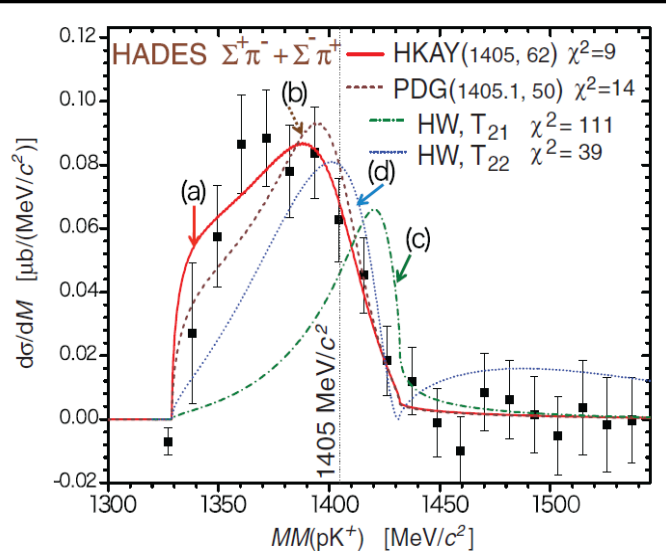 HADES Σ⁺π⁻ + Σ⁻π⁺
HKAY(1405, 62) χ²=9
PDG(1405.1, 50) χ²=14
HW, T₂₁ χ²= 111
HW, T₂₂ χ²= 39
(a)
(b)
(d)
(c)
1405 MeV/c²
dσ/dM [μb/(MeV/c²)]
0.12
0.10
0.08
0.06
0.04
0.02
0.00
-0.02
1300 1350 1400 1450 1500
MM(pK⁺) [MeV/c²]